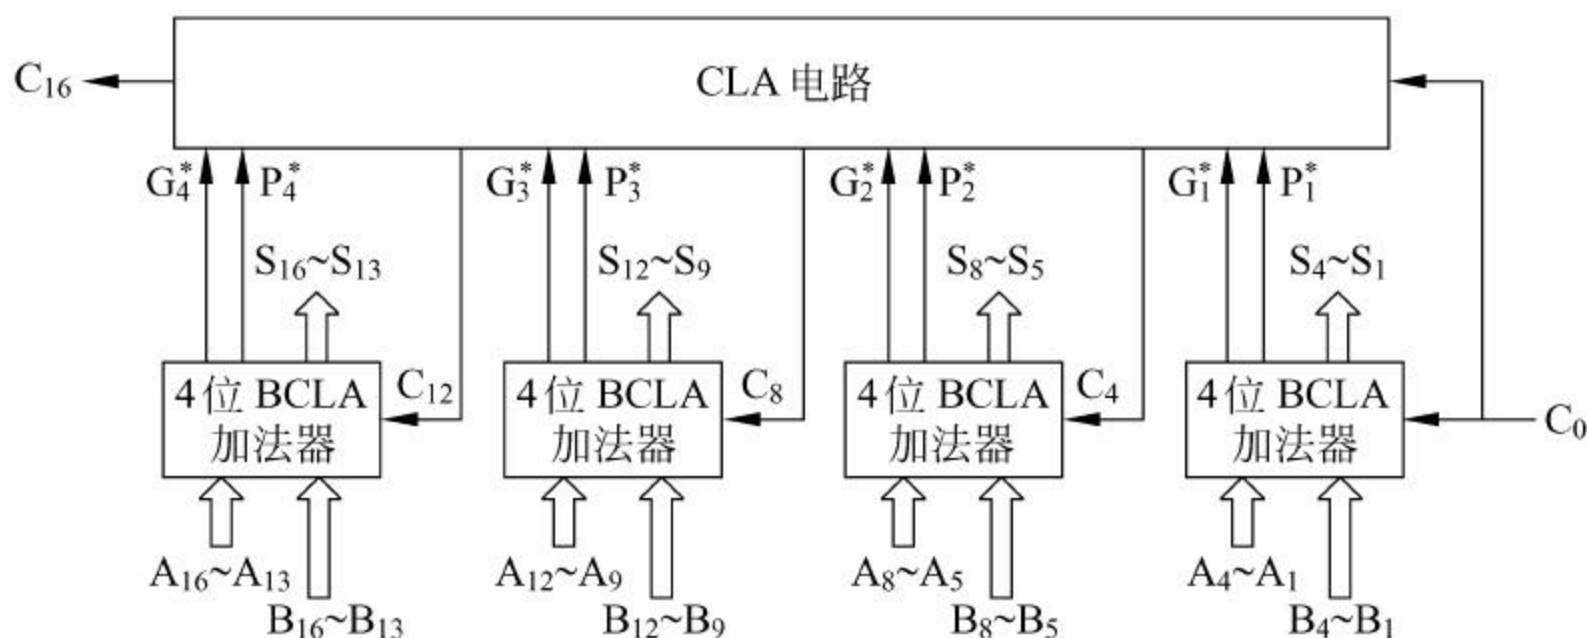 CLA 电路
C₁₆
G₄* P₄* G₃* P₃* G₂* P₂* G₁* P₁*
S₁₆~S₁₃ S₁₂~S₉ S₈~S₅ S₄~S₁
4位 BCLA 加法器
C₁₂
4位 BCLA 加法器
C₈
4位 BCLA 加法器
C₄
4位 BCLA 加法器
C₀
A₁₆~A₁₃ A₁₂~A₉ A₈~A₅ A₄~A₁
B₁₆~B₁₃ B₁₂~B₉ B₈~B₅ B₄~B₁